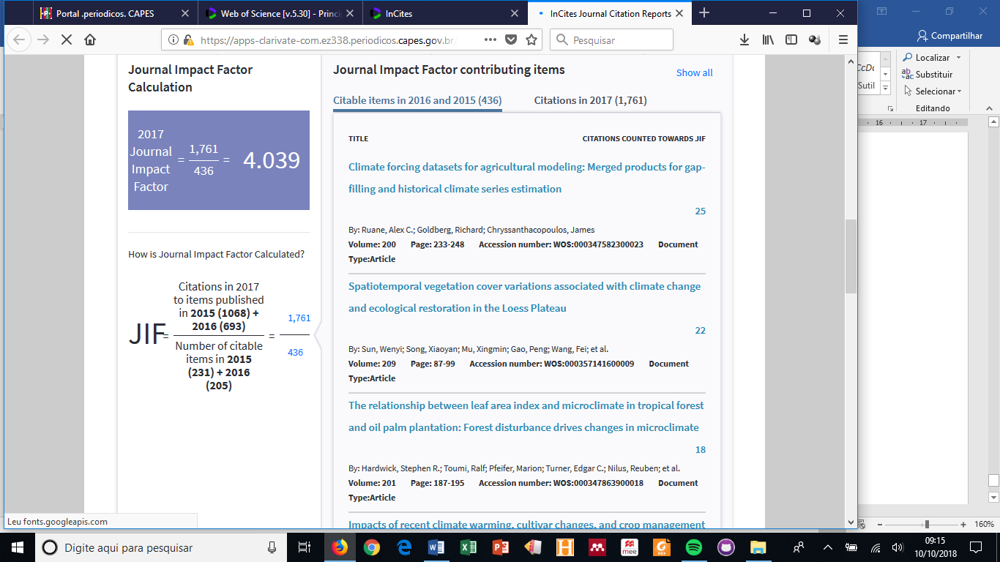 Portal .periodicos. CAPES
Web of Science [v.5.30] - Princi
InCites
InCites Journal Citation Reports
https://apps-clarivate-com.ez338.periodicos.capes.gov.br/
Pesquisar
Compartilhar
Localizar
Substituir
Selecionar
Editando
Sutil
16
17
Journal Impact Factor
Calculation
2017
Journal
Impact
Factor
= 1,761
436
= 4.039
How is Journal Impact Factor Calculated?
JIF =
Citations in 2017
to items published
in 2015 (1068) +
2016 (693)
Number of citable
items in 2015
(231) + 2016
(205)
=
1,761
436
Journal Impact Factor contributing items
Show all
Citable items in 2016 and 2015 (436)
Citations in 2017 (1,761)
TITLE
CITATIONS COUNTED TOWARDS JIF
Climate forcing datasets for agricultural modeling: Merged products for gap-
filling and historical climate series estimation
25
By: Ruane, Alex C.; Goldberg, Richard; Chryssanthacopoulos, James
Volume: 200 Page: 233-248 Accession number: WOS:000347582300023 Document
Type:Article
Spatiotemporal vegetation cover variations associated with climate change
and ecological restoration in the Loess Plateau
22
By: Sun, Wenyi; Song, Xiaoyan; Mu, Xingmin; Gao, Peng; Wang, Fei; et al.
Volume: 209 Page: 87-99 Accession number: WOS:000357141600009 Document
Type:Article
The relationship between leaf area index and microclimate in tropical forest
and oil palm plantation: Forest disturbance drives changes in microclimate
18
By: Hardwick, Stephen R.; Toumi, Ralf; Pfeifer, Marion; Turner, Edgar C.; Nilus, Reuben; et al.
Volume: 201 Page: 187-195 Accession number: WOS:000347863900018 Document
Type:Article
Impacts of recent climate warming, cultivar changes, and crop management
Leu fonts.googleapis.com
160%
Digite aqui para pesquisar
09:15
10/10/2018